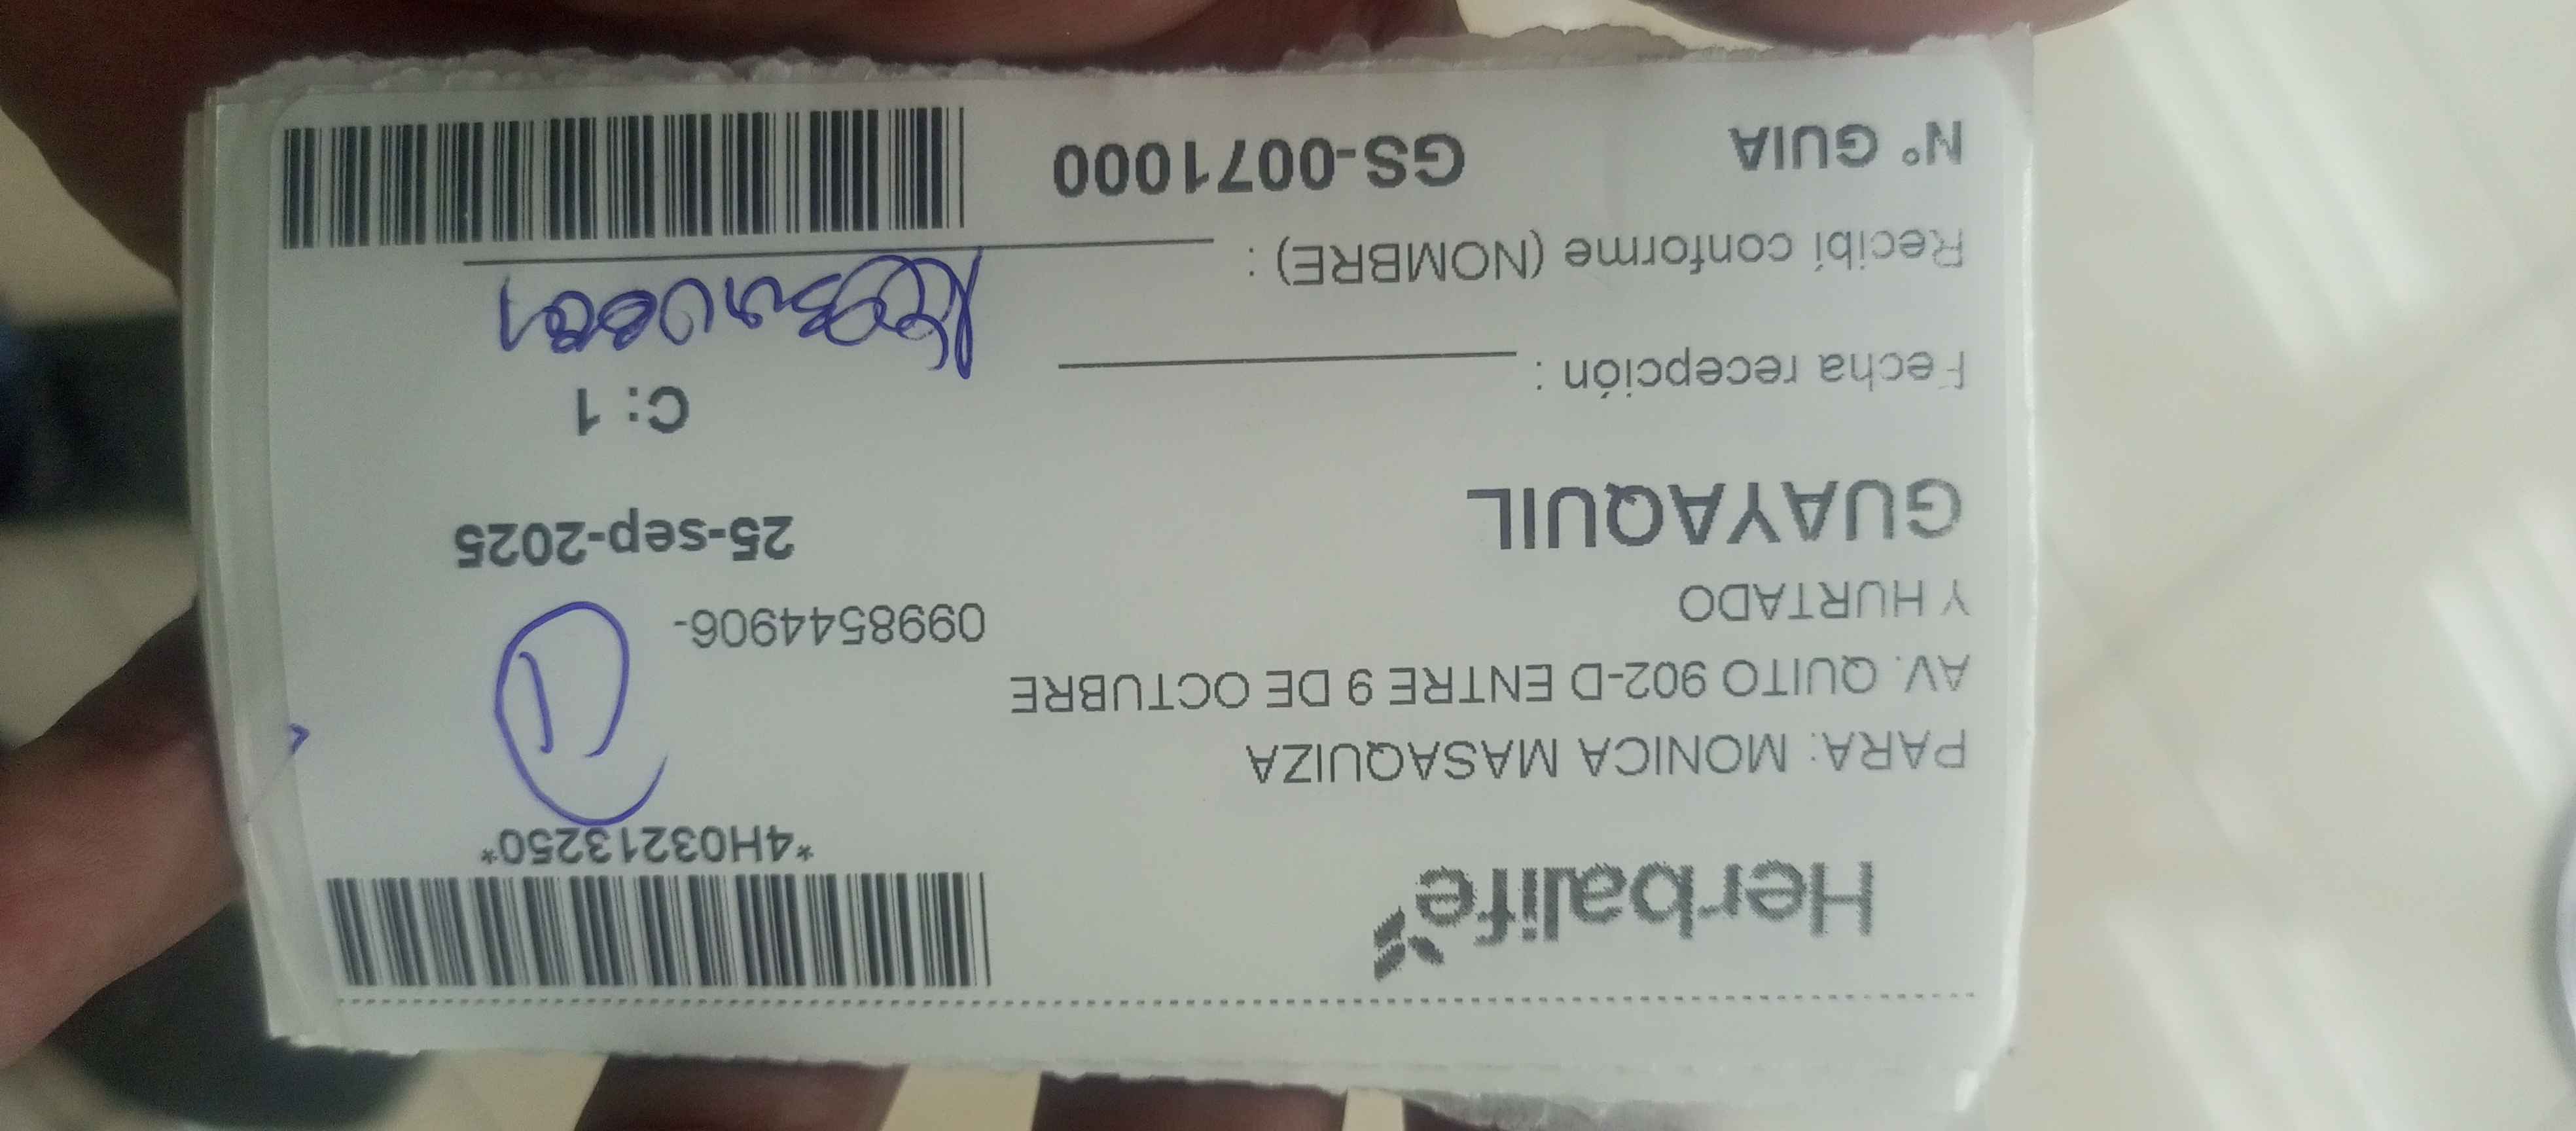 Herbalife
*4H03213250*
PARA: MONICA MASAQUIZA
AV. QUITO 902-D ENTRE 9 DE OCTUBRE
Y HURTADO
0998544906-
GUAYAQUIL
25-sep-2025
C: 1
Fecha recepción :
Recibí conforme (NOMBRE) :
N° GUIA GS-0071000